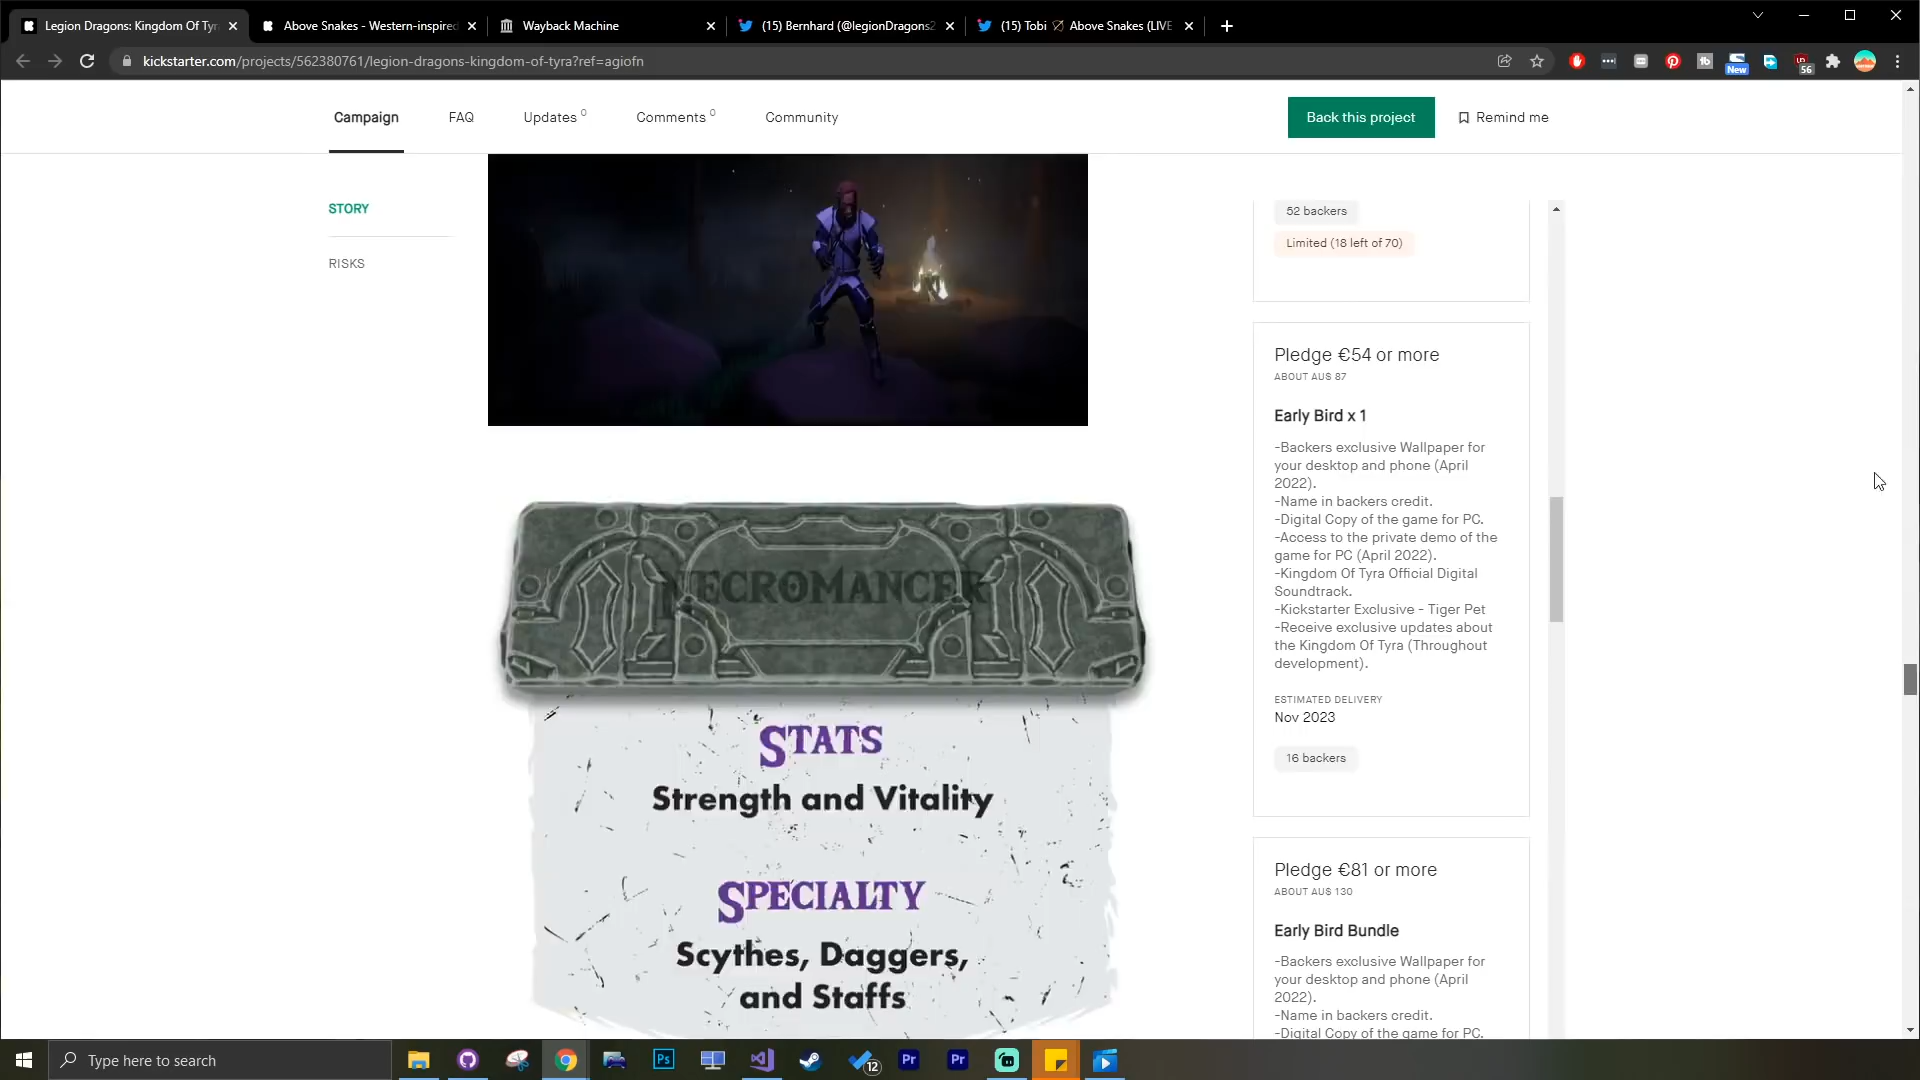 Legion Dragons: Kingdom Of Tyr
Above Snakes - Western-inspired
Wayback Machine
(15) Bernhard (@legionDragons2
(15) Tobi 🏹 Above Snakes (LIVE
kickstarter.com/projects/562380761/legion-dragons-kingdom-of-tyra?ref=agiofn
New
56
Campaign
FAQ
Updates 0
Comments 0
Community
Back this project
Remind me
STORY
RISKS
52 backers
Limited (18 left of 70)
Pledge €54 or more
ABOUT AU$ 87
Early Bird x 1
-Backers exclusive Wallpaper for
your desktop and phone (April
2022).
-Name in backers credit.
-Digital Copy of the game for PC.
-Access to the private demo of the
game for PC (April 2022).
-Kingdom Of Tyra Official Digital
Soundtrack.
-Kickstarter Exclusive - Tiger Pet
-Receive exclusive updates about
the Kingdom Of Tyra (Throughout
development).
ESTIMATED DELIVERY
Nov 2023
16 backers
NECROMANCER
STATS
Strength and Vitality
SPECIALTY
Scythes, Daggers,
and Staffs
Pledge €81 or more
ABOUT AU$ 130
Early Bird Bundle
-Backers exclusive Wallpaper for
your desktop and phone (April
2022).
-Name in backers credit.
-Digital Copy of the game for PC.
Type here to search
Ps
12
Pr
Pr